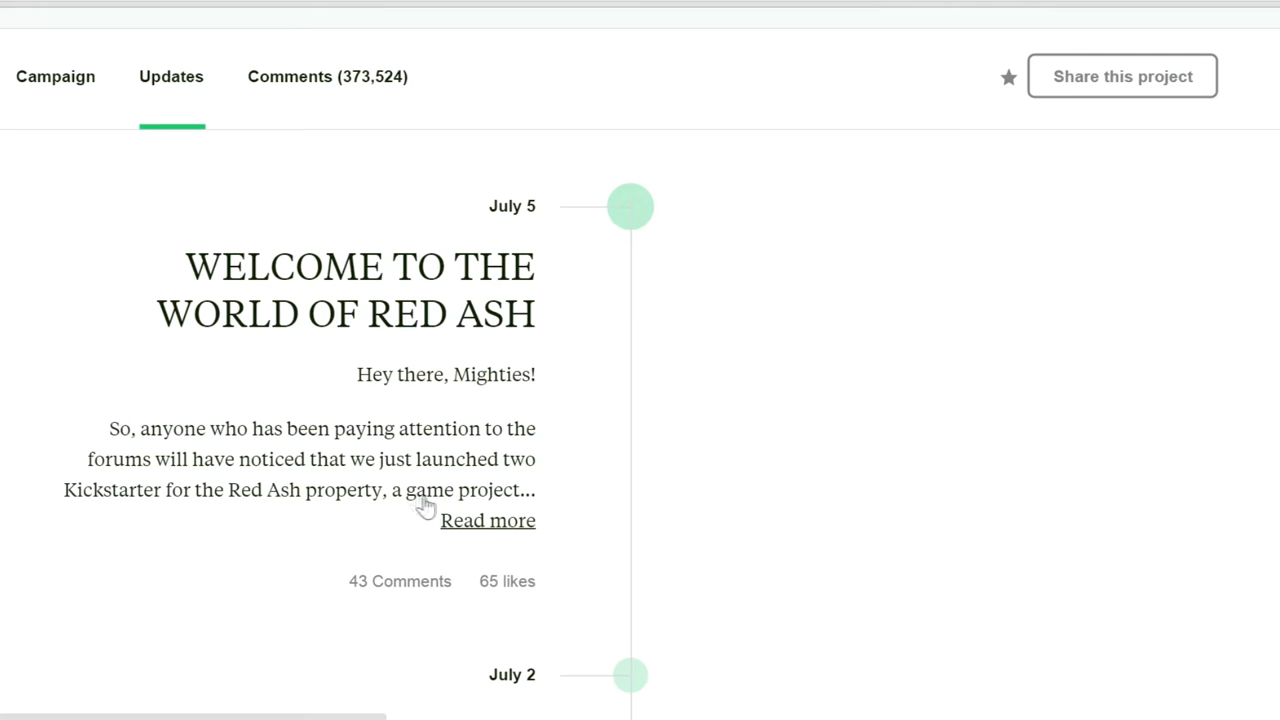 Campaign Updates Comments (373,524) Share this project
July 5
WELCOME TO THE
WORLD OF RED ASH
Hey there, Mighties!
So, anyone who has been paying attention to the
forums will have noticed that we just launched two
Kickstarter for the Red Ash property, a game project...
Read more
43 Comments 65 likes
July 2